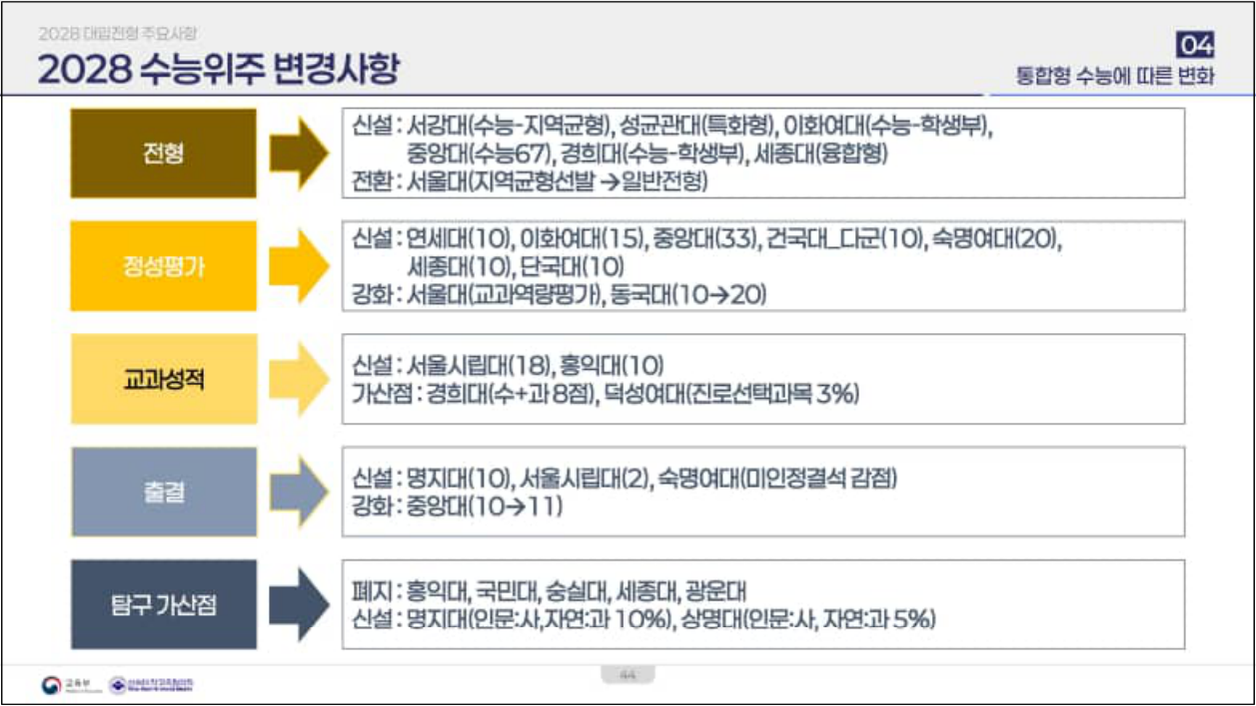 2028 대입전형 주요사항
2028 수능위주 변경사항
04
통합형 수능에 따른 변화
전형
신설 : 서강대(수능-지역균형), 성균관대(특화형), 이화여대(수능-학생부),
중앙대(수능67), 경희대(수능-학생부), 세종대(융합형)
전환 : 서울대(지역균형선발 →일반전형)
정성평가
신설 : 연세대(10), 이화여대(15), 중앙대(33), 건국대_다군(10), 숙명여대(20),
세종대(10), 단국대(10)
강화 : 서울대(교과역량평가), 동국대(10→20)
교과성적
신설 : 서울시립대(18), 홍익대(10)
가산점 : 경희대(수+과 8점), 덕성여대(진로선택과목 3%)
출결
신설 : 명지대(10), 서울시립대(2), 숙명여대(미인정결석 감점)
강화 : 중앙대(10→11)
탐구 가산점
폐지 : 홍익대, 국민대, 숭실대, 세종대, 광운대
신설 : 명지대(인문:사,자연:과 10%), 상명대(인문:사, 자연:과 5%)
교육부
44